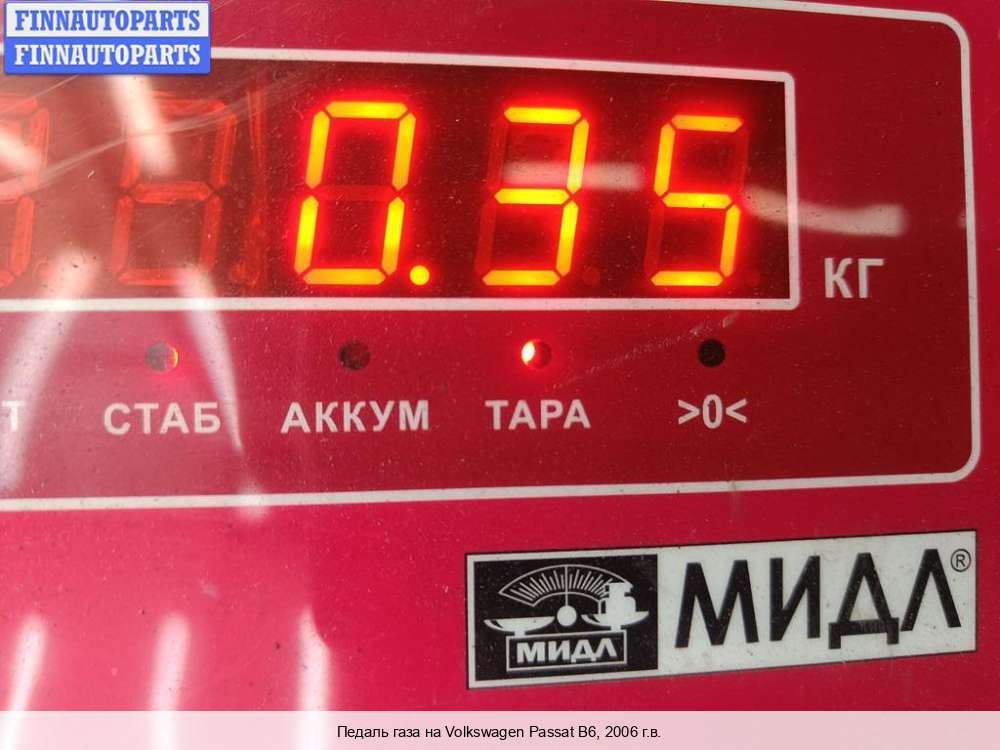 FINNAUTOPARTS
FINNAUTOPARTS
0.35
КГ
СТАБ АККУМ ТАРА >0<
МИДЛ МИДЛ®
Педаль газа на Volkswagen Passat B6, 2006 г.в.